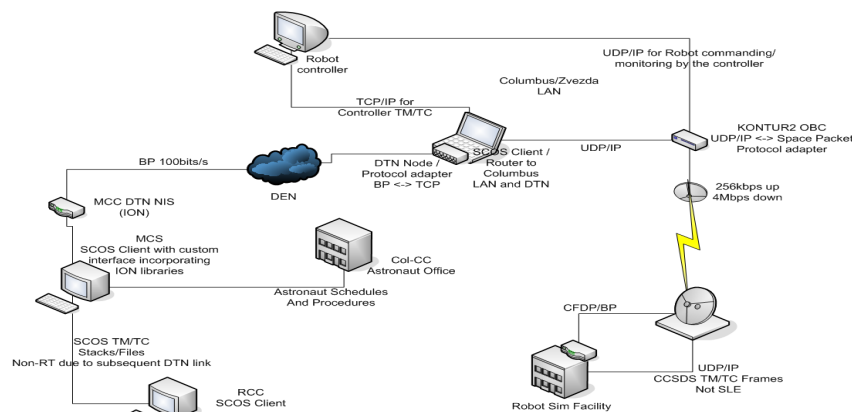 Robot
controller
UDP/IP for Robot commanding/
monitoring by the controller
Columbus/Zvezda
LAN
TCP/IP for
Controller TM/TC
KONTUR2 OBC
UDP/IP <-> Space Packet
Protocol adapter
UDP/IP
SCOS Client /
Router to
Columbus
LAN and DTN
DTN Node /
Protocol adapter
BP <-> TCP
BP 100bits/s
DEN
256kbps up
4Mbps down
MCC DTN NIS
(ION)
MCS
SCOS Client with custom
interface incorporating
ION libraries
Col-CC
Astronaut Office
Astronaut Schedules
And Procedures
CFDP/BP
SCOS TM/TC
Stacks/Files
Non-RT due to subsequent DTN link
UDP/IP
CCSDS TM/TC Frames
Not SLE
RCC
SCOS Client
Robot Sim Facility